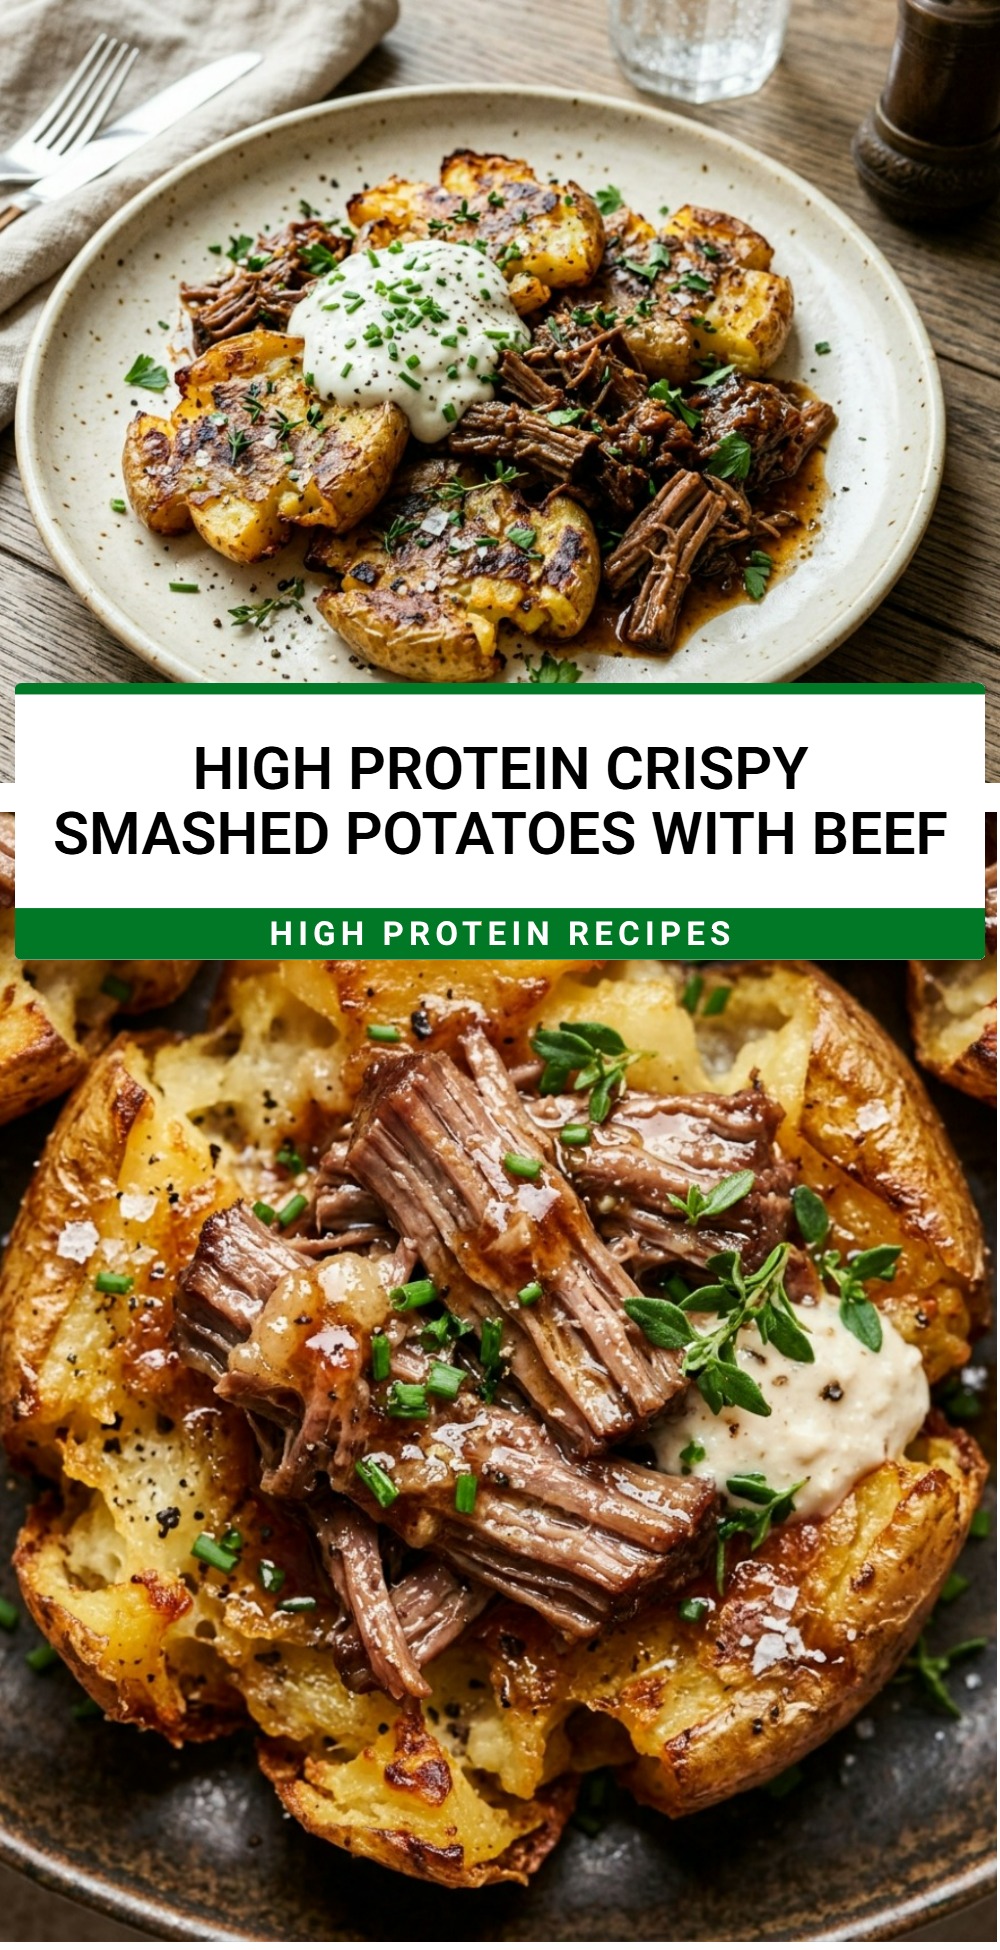 HIGH PROTEIN CRISPY
SMASHED POTATOES WITH BEEF
HIGH PROTEIN RECIPES